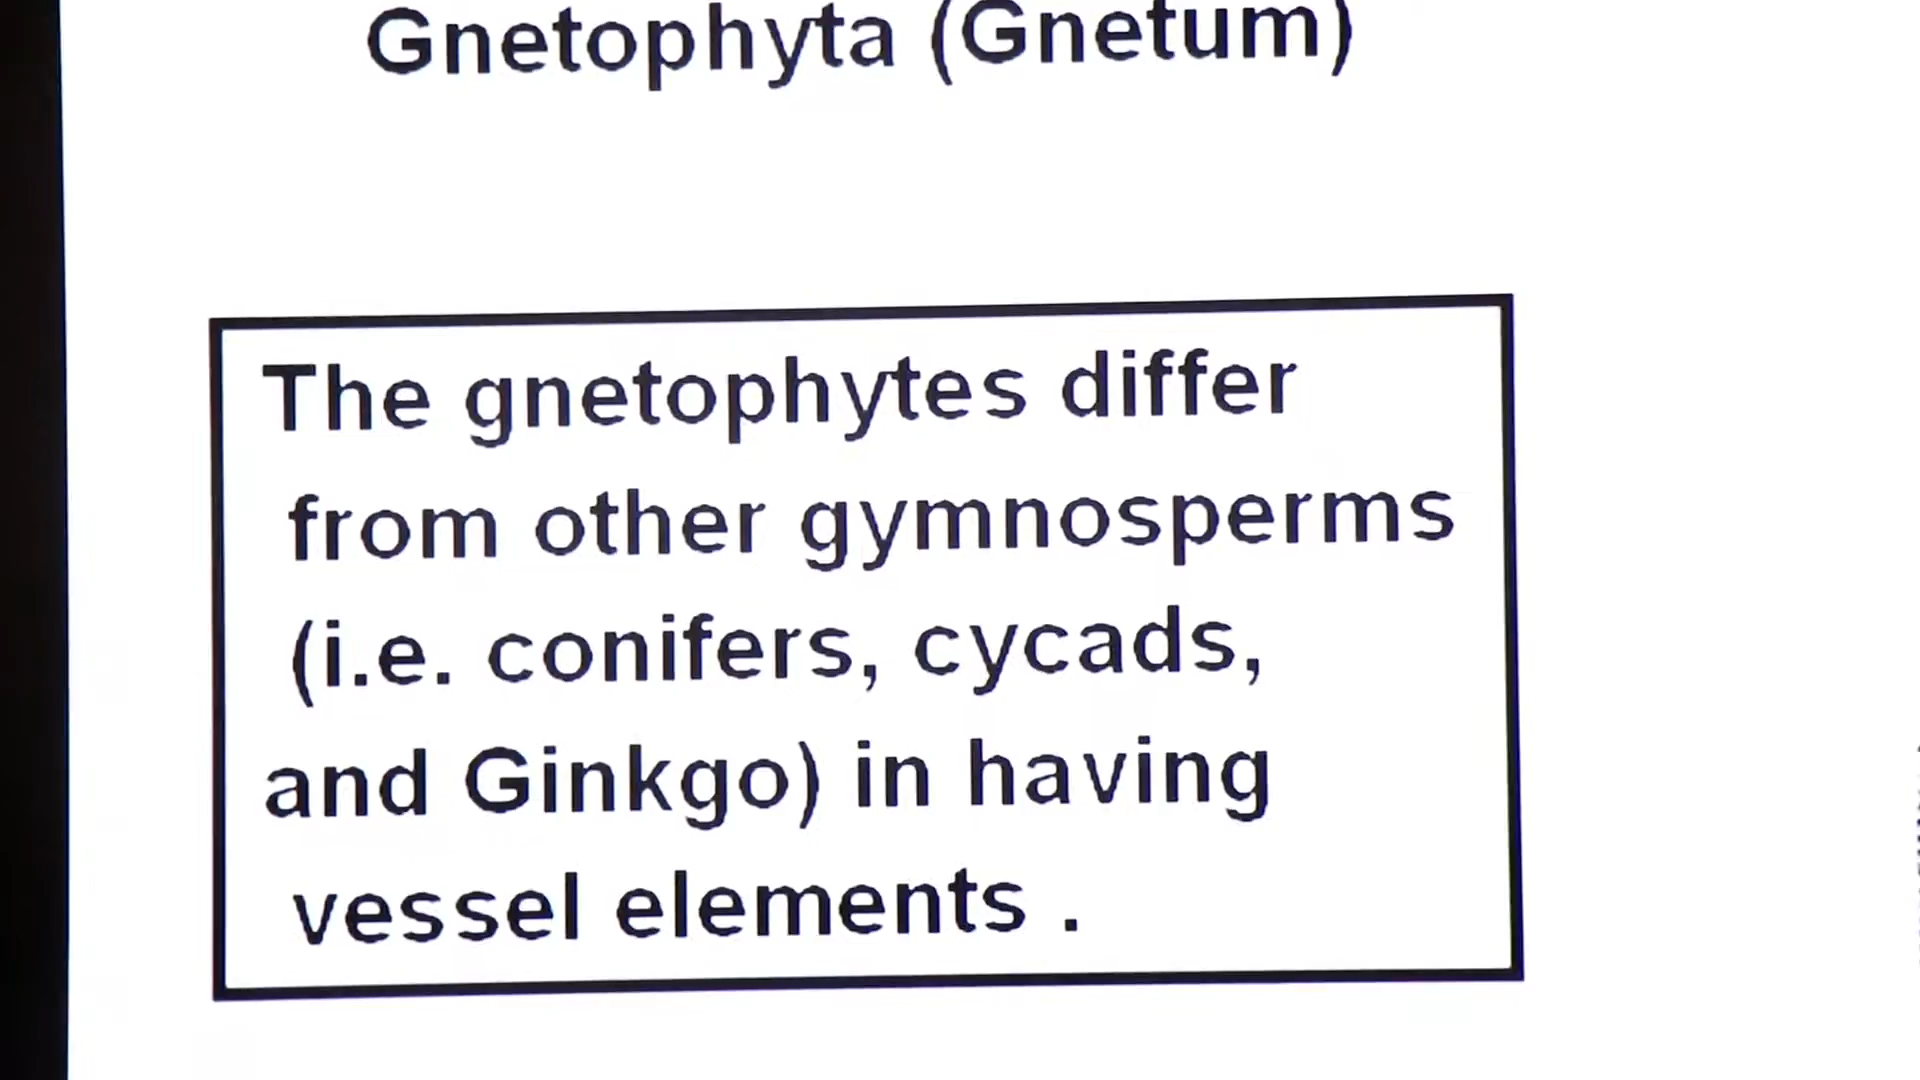 Gnetophyta (Gnetum)
The gnetophytes differ
from other gymnosperms
(i.e. conifers, cycads,
and Ginkgo) in having
vessel elements .